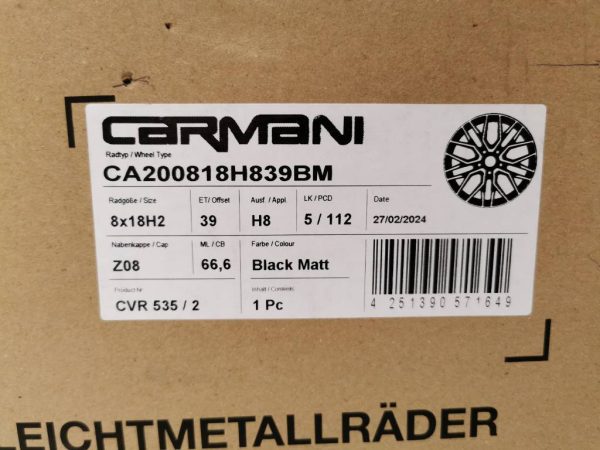 CARMANI
Radtyp / Wheel Type
CA200818H839BM
Radgöße / Size ET/ Offset Ausf. / Appl LK / PCD Date
8x18H2 39 H8 5 / 112 27/02/2024
Nabenkappe / Cap ML / CB Farbe / Colour
Z08 66,6 Black Matt
Product Nr Inhalt / Contents
CVR 535 / 2 1 Pc
4 251390 571649
LEICHTMETALLRÄDER